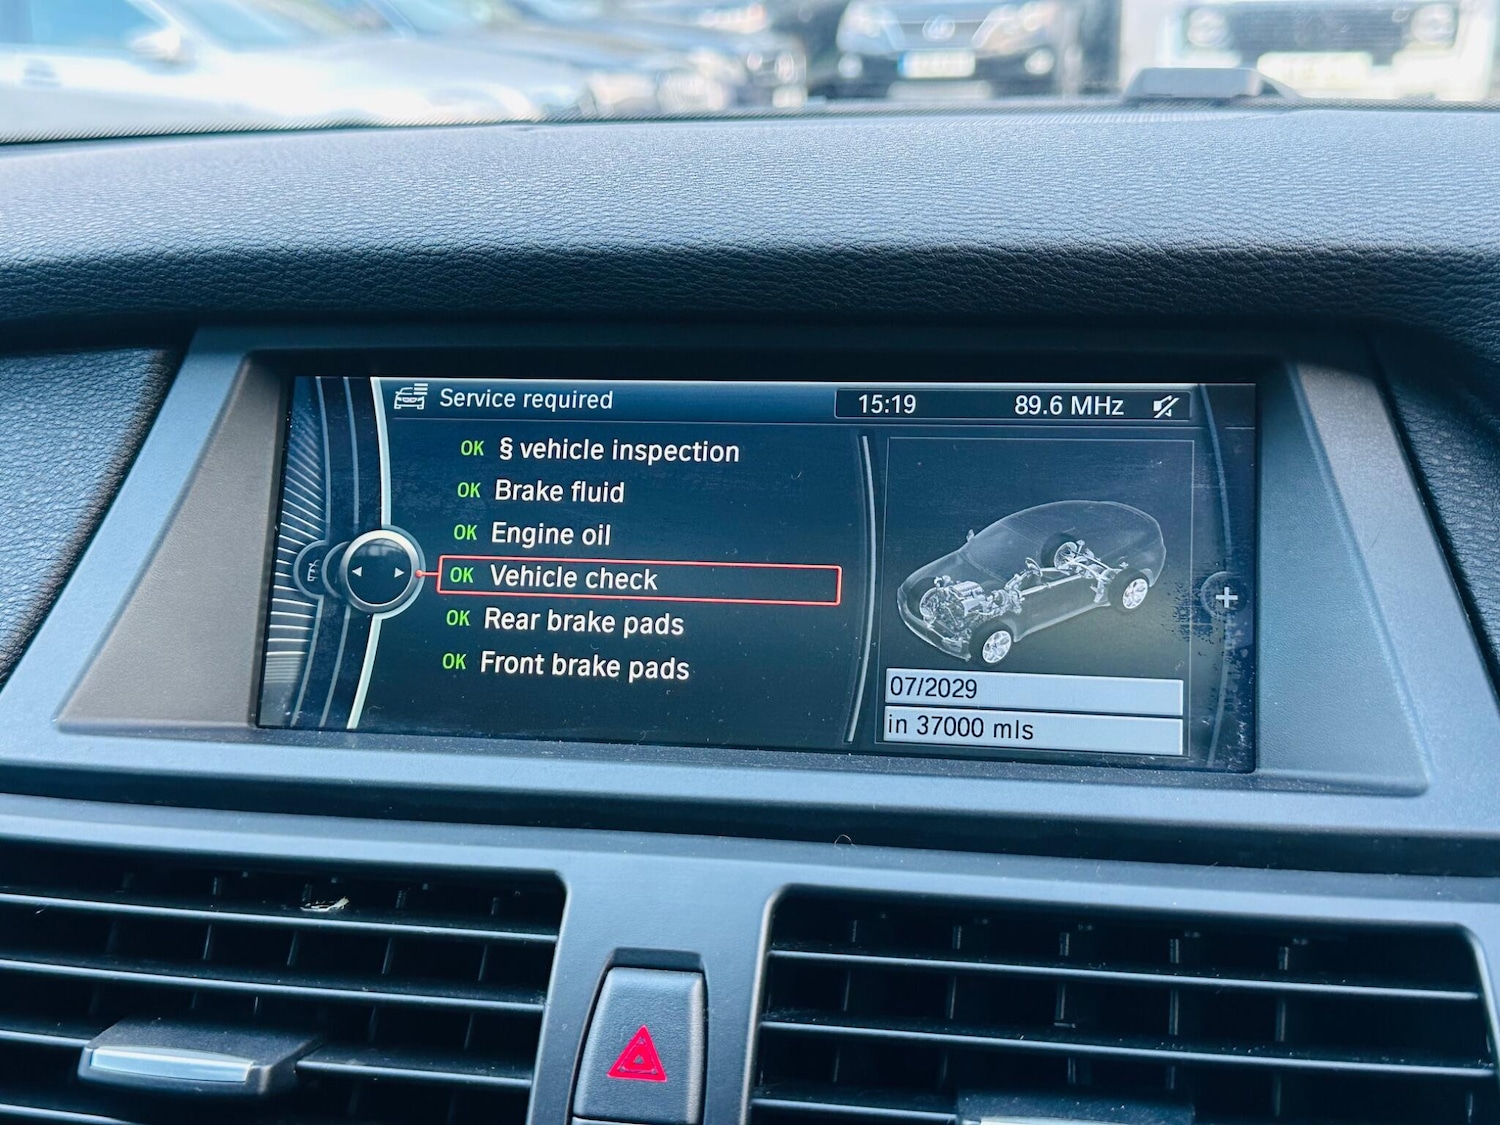 Service required
15:19 89.6 MHz
OK § vehicle inspection
OK Brake fluid
OK Engine oil
OK Vehicle check
OK Rear brake pads
OK Front brake pads
07/2029
in 37000 mls